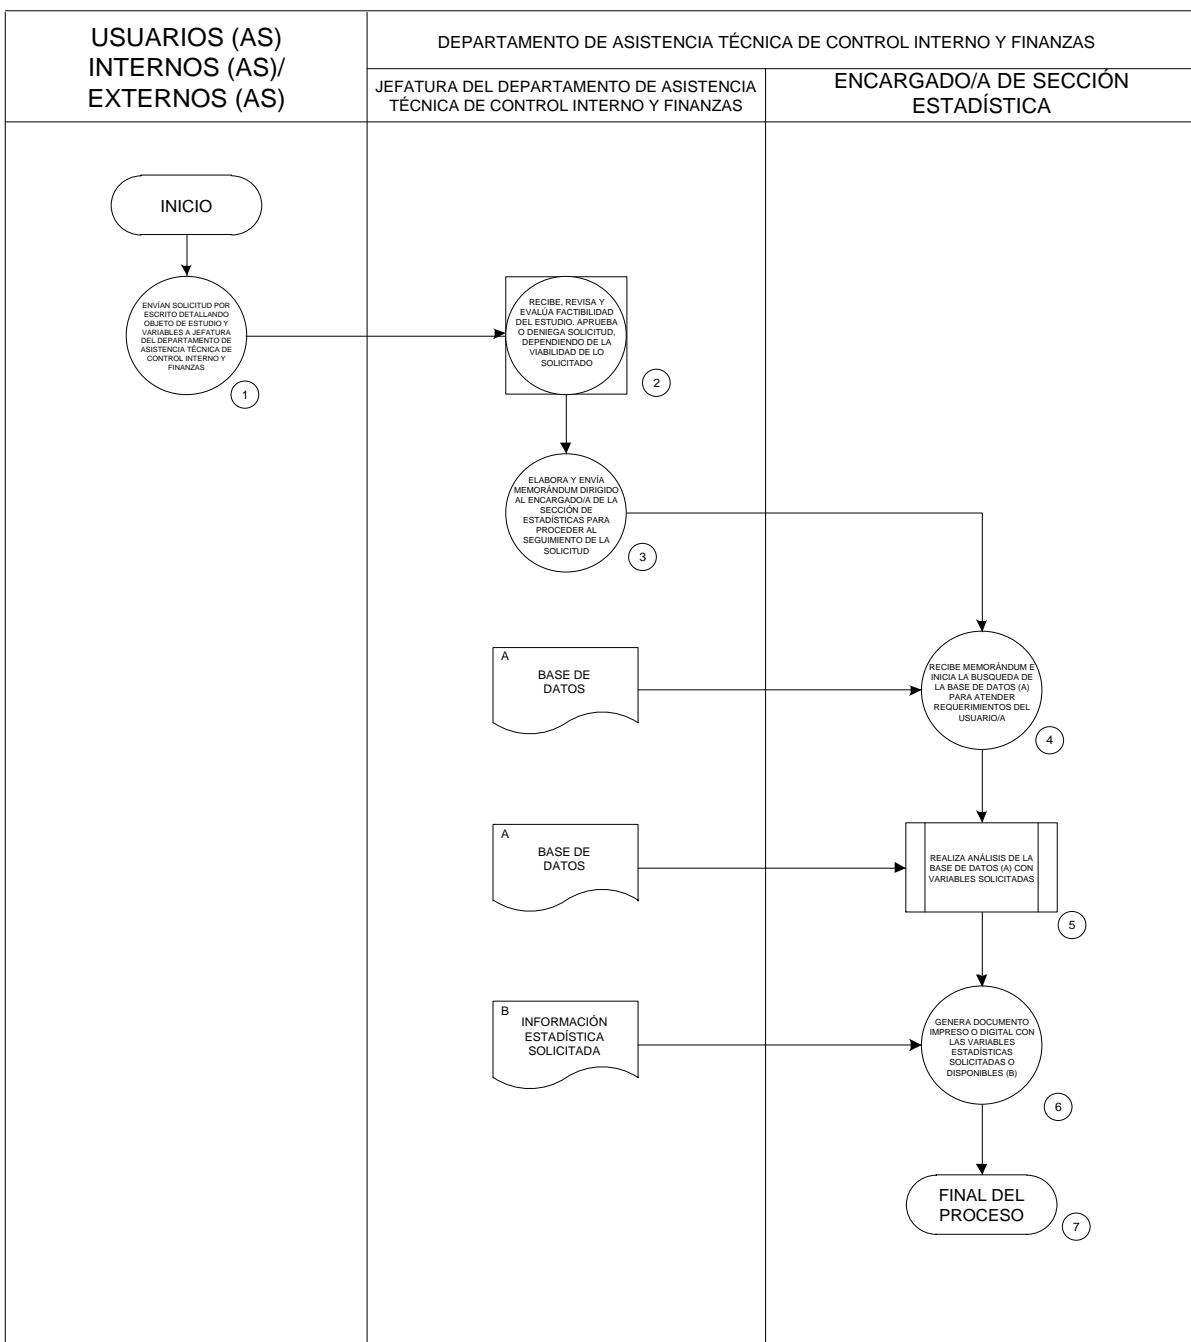 USUARIOS (AS)
INTERNOS (AS)/
EXTERNOS (AS)
DEPARTAMENTO DE ASISTENCIA TÉCNICA DE CONTROL INTERNO Y FINANZAS
JEFATURA DEL DEPARTAMENTO DE ASISTENCIA
TÉCNICA DE CONTROL INTERNO Y FINANZAS
ENCARGADO/A DE SECCIÓN
ESTADÍSTICA
INICIO
ENVÍAN SOLICITUD POR
ESCRITO DETALLANDO
OBJETO DE ESTUDIO Y
VARIABLES A JEFATURA
DEL DEPARTAMENTO DE
ASISTENCIA TÉCNICA DE
CONTROL INTERNO Y
FINANZAS
1
RECIBE, REVISA Y
EVALÚA FACTIBILIDAD
DEL ESTUDIO. APRUEBA
O DENIEGA SOLICITUD,
DEPENDIENDO DE LA
VIABILIDAD DE LO
SOLICITADO
2
ELABORA Y ENVÍA
MEMORÁNDUM DIRIGIDO
AL ENCARGADO/A DE LA
SECCIÓN DE
ESTADÍSTICAS PARA
PROCEDER AL
SEGUIMIENTO DE LA
SOLICITUD
3
A
BASE DE
DATOS
RECIBE MEMORÁNDUM E
INICIA LA BUSQUEDA DE
LA BASE DE DATOS (A)
PARA ATENDER
REQUERIMIENTOS DEL
USUARIO/A
4
A
BASE DE
DATOS
REALIZA ANÁLISIS DE LA
BASE DE DATOS (A) CON
VARIABLES SOLICITADAS
5
B
INFORMACIÓN
ESTADÍSTICA
SOLICITADA
GENERA DOCUMENTO
IMPRESO O DIGITAL CON
LAS VARIABLES
ESTADÍSTICAS
SOLICITADAS O
DISPONIBLES (B)
6
FINAL DEL
PROCESO
7